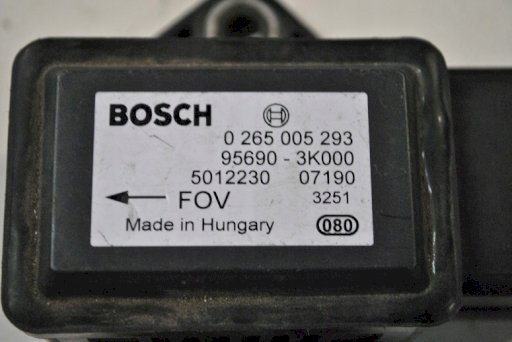 BOSCH
0 265 005 293
95690 - 3K000
5012230 07190
FOV 3251
Made in Hungary 080